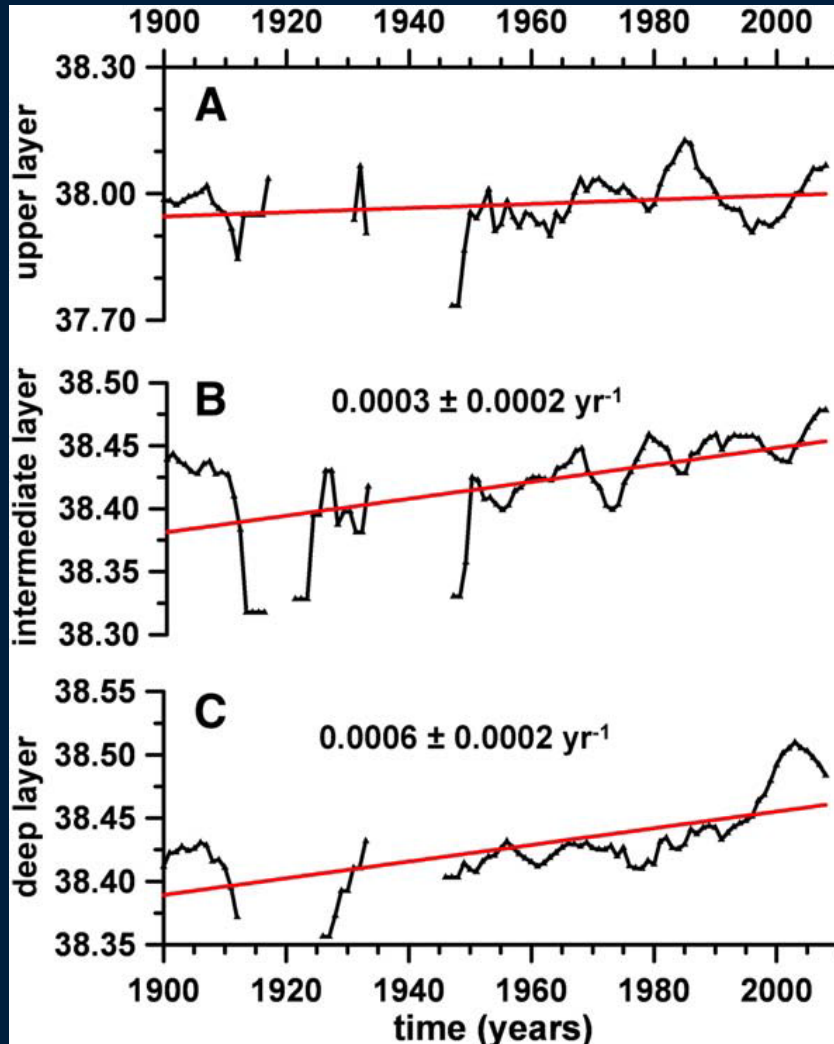 1900 1920 1940 1960 1980 2000
38.30
A
38.00
37.70
upper layer
38.50
B
0.0003 ± 0.0002 yr-1
38.45
38.40
38.35
38.30
intermediate layer
38.55
C
0.0006 ± 0.0002 yr-1
38.50
38.45
38.40
38.35
deep layer
1900 1920 1940 1960 1980 2000
time (years)